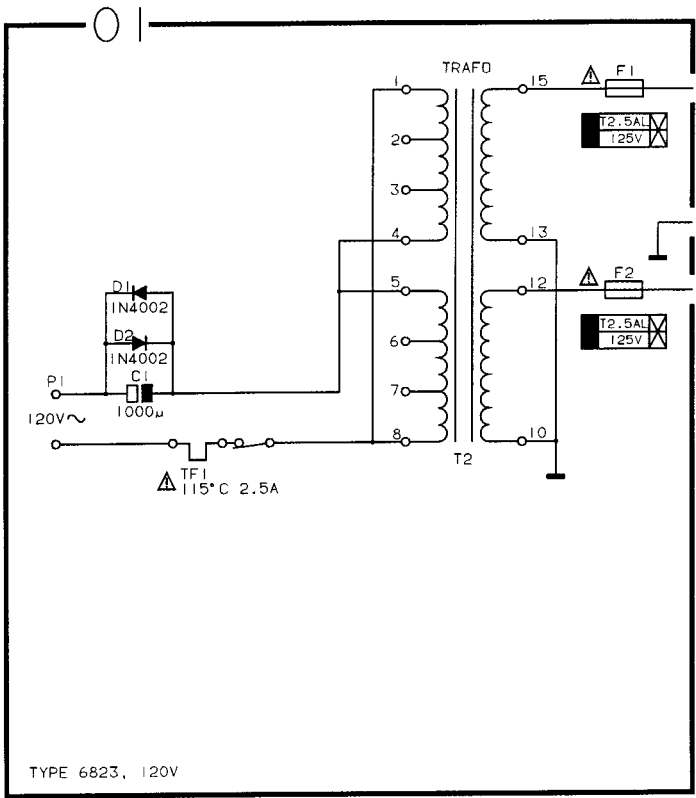 TRAFO
1
15
F1
T2.5AL
125V
2
3
4
13
5
12
F2
T2.5AL
125V
D1
1N4002
D2
1N4002
6
P1
C1
7
1000µ
120V~
8
10
TF1
115°C 2.5A
T2
TYPE 6823, 120V